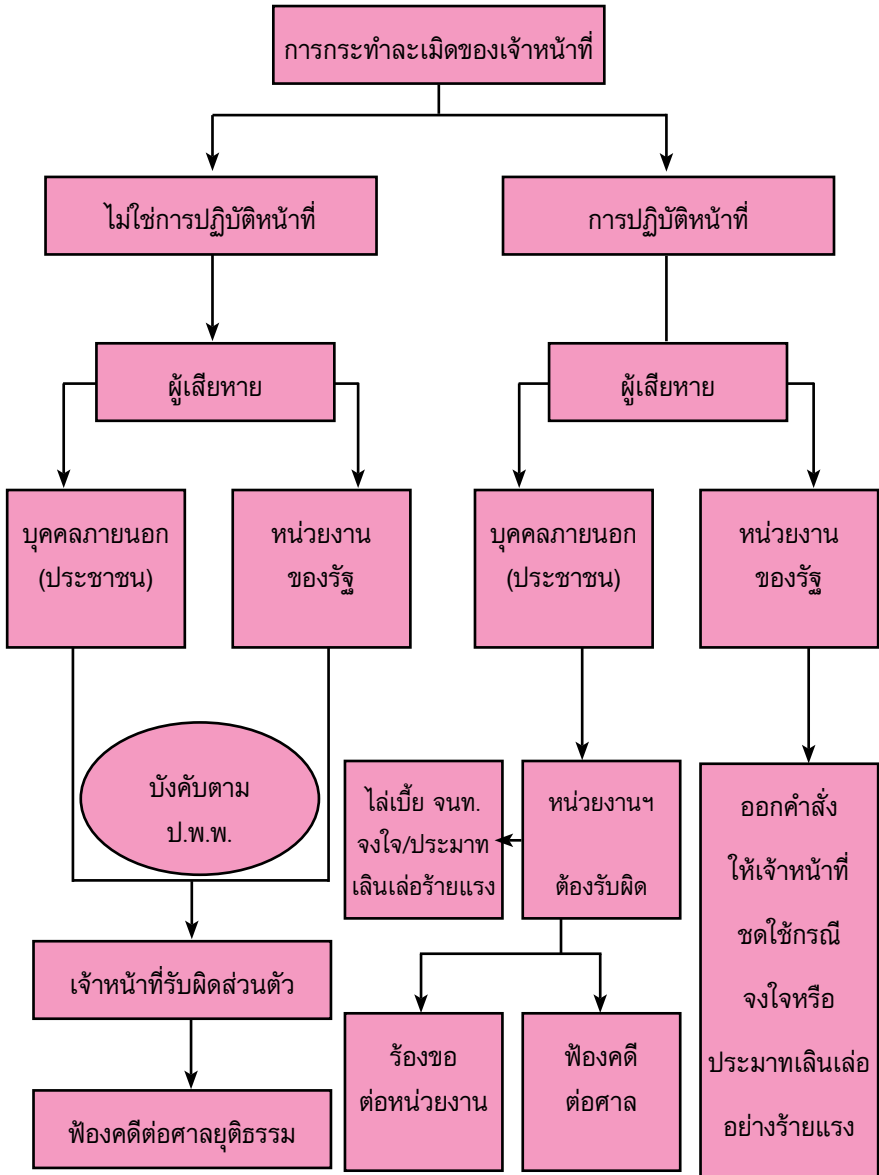 การกระทำละเมิดของเจ้าหน้าที่
ไม่ใช่การปฏิบัติหน้าที่
การปฏิบัติหน้าที่
ผู้เสียหาย
ผู้เสียหาย
บุคคลภายนอก
(ประชาชน)
หน่วยงาน
ของรัฐ
บุคคลภายนอก
(ประชาชน)
หน่วยงาน
ของรัฐ
บังคับตาม
ป.พ.พ.
ไล่เบี้ย จนท.
จงใจ/ประมาท
เลินเล่อร้ายแรง
หน่วยงานฯ
ต้องรับผิด
ออกคำสั่ง
ให้เจ้าหน้าที่
ชดใช้กรณี
จงใจหรือ
ประมาทเลินเล่อ
อย่างร้ายแรง
เจ้าหน้าที่รับผิดส่วนตัว
ฟ้องคดีต่อศาลยุติธรรม
ร้องขอ
ต่อหน่วยงาน
ฟ้องคดี
ต่อศาล